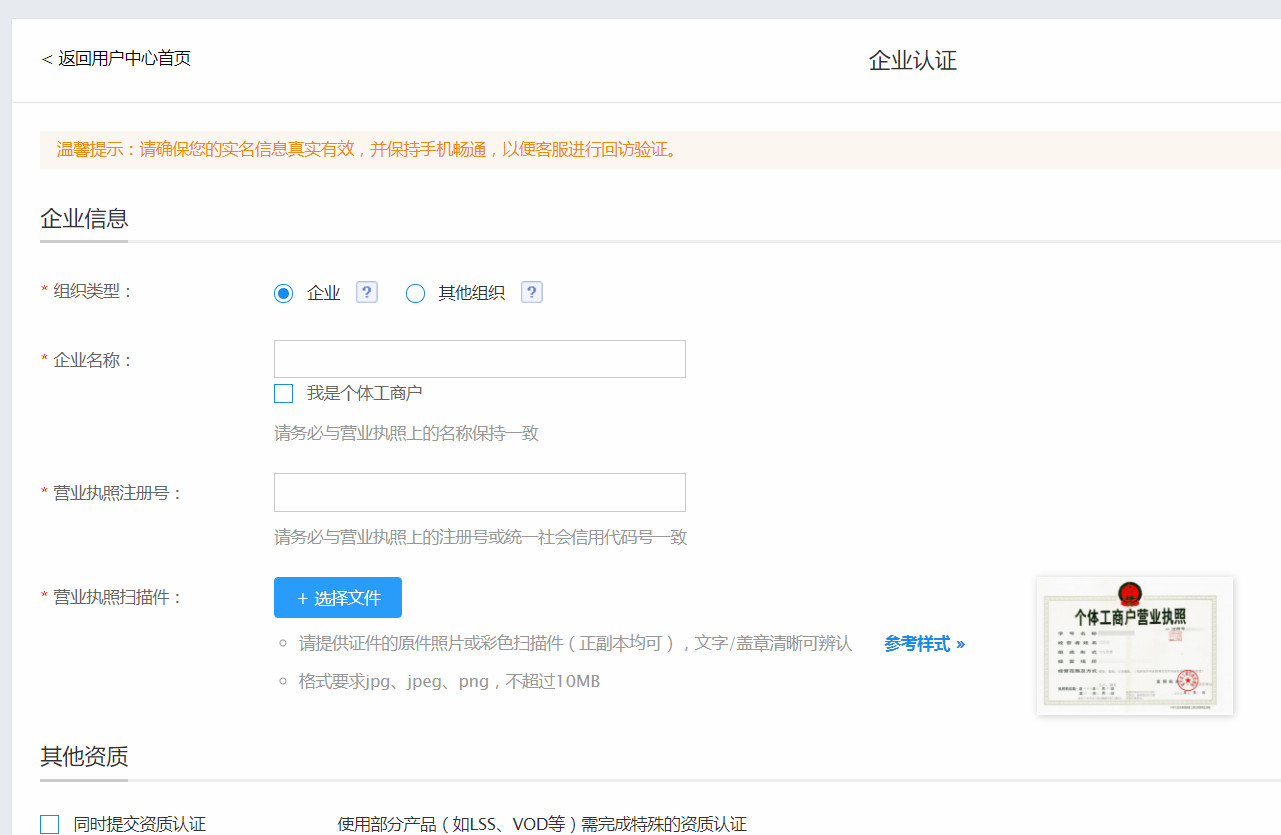 < 返回用户中心首页
企业认证
温馨提示：请确保您的实名信息真实有效，并保持手机畅通，以便客服进行回访验证。
企业信息
* 组织类型：
企业 ? 其他组织 ?
* 企业名称：
我是个体工商户
请务必与营业执照上的名称保持一致
* 营业执照注册号：
请务必与营业执照上的注册号或统一社会信用代码号一致
* 营业执照扫描件：
+ 选择文件
请提供证件的原件照片或彩色扫描件（正副本均可），文字/盖章清晰可辨认 参考样式 »
格式要求jpg、jpeg、png，不超过10MB
个体工商户营业执照
其他资质
同时提交资质认证 使用部分产品（如LSS、VOD等）需完成特殊的资质认证